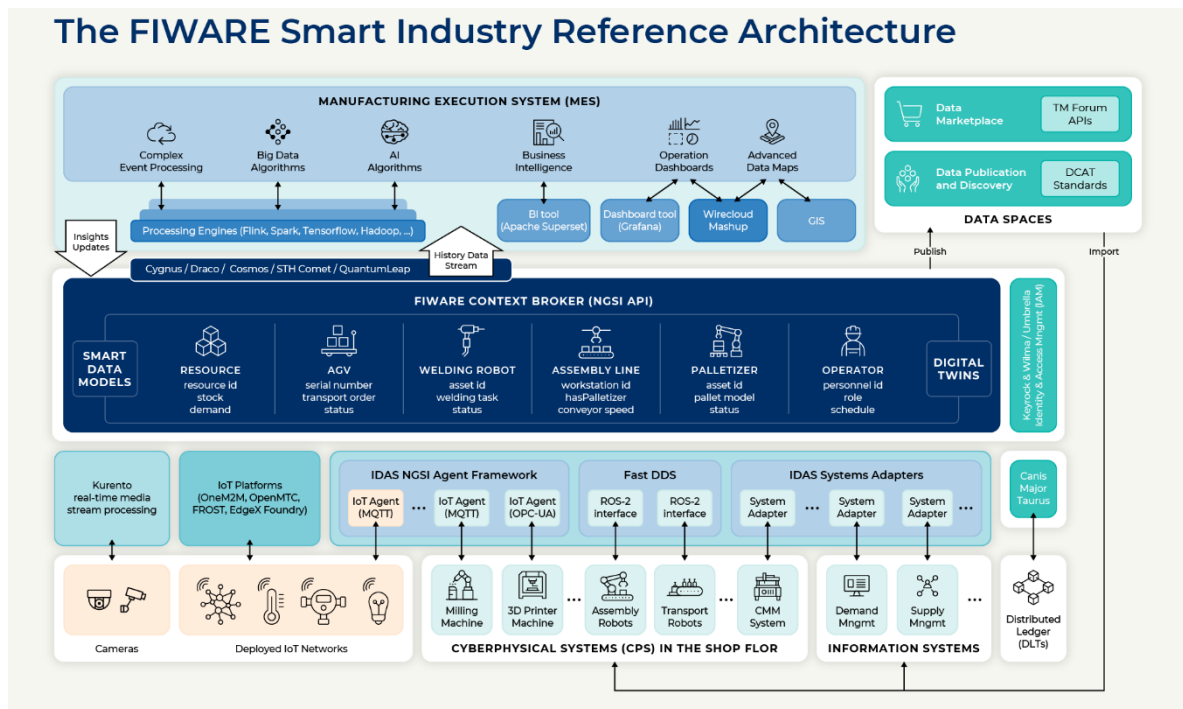 The FIWARE Smart Industry Reference Architecture
MANUFACTURING EXECUTION SYSTEM (MES)
Complex
Event Processing
Big Data
Algorithms
AI
Algorithms
Business
Intelligence
Operation
Dashboards
Advanced
Data Maps
Processing Engines (Flink, Spark, Tensorflow, Hadoop, ...)
BI tool
(Apache Superset)
Dashboard tool
(Grafana)
Wirecloud
Mashup
GIS
Data
Marketplace
TM Forum
APIs
Data Publication
and Discovery
DCAT
Standards
DATA SPACES
Insights
Updates
History Data
Stream
Publish
Import
Cygnus / Draco / Cosmos / STH Comet / QuantumLeap
FIWARE CONTEXT BROKER (NGSI API)
SMART
DATA
MODELS
RESOURCE
resource id
stock
demand
AGV
serial number
transport order
status
WELDING ROBOT
asset id
welding task
status
ASSEMBLY LINE
workstation id
hasPalletizer
conveyor speed
PALLETIZER
asset id
pallet model
status
OPERATOR
personnel id
role
schedule
DIGITAL
TWINS
Keyrock & Wilma / Umbrella
Identity & Access Mngmt (IAM)
Kurento
real-time media
stream processing
IoT Platforms
(OneM2M, OpenMTC,
FROST, EdgeX Foundry)
IDAS NGSI Agent Framework
IoT Agent
(MQTT)
...
IoT Agent
(MQTT)
IoT Agent
(OPC-UA)
Fast DDS
ROS-2
interface
ROS-2
interface
IDAS Systems Adapters
System
Adapter
...
System
Adapter
System
Adapter
...
Canis
Major
Taurus
Cameras
Deployed IoT Networks
Milling
Machine
3D Printer
Machine
...
Assembly
Robots
Transport
Robots
...
CMM
System
CYBERPHYSICAL SYSTEMS (CPS) IN THE SHOP FLOR
Demand
Mngmt
Supply
Mngmt
...
INFORMATION SYSTEMS
Distributed
Ledger
(DLTs)